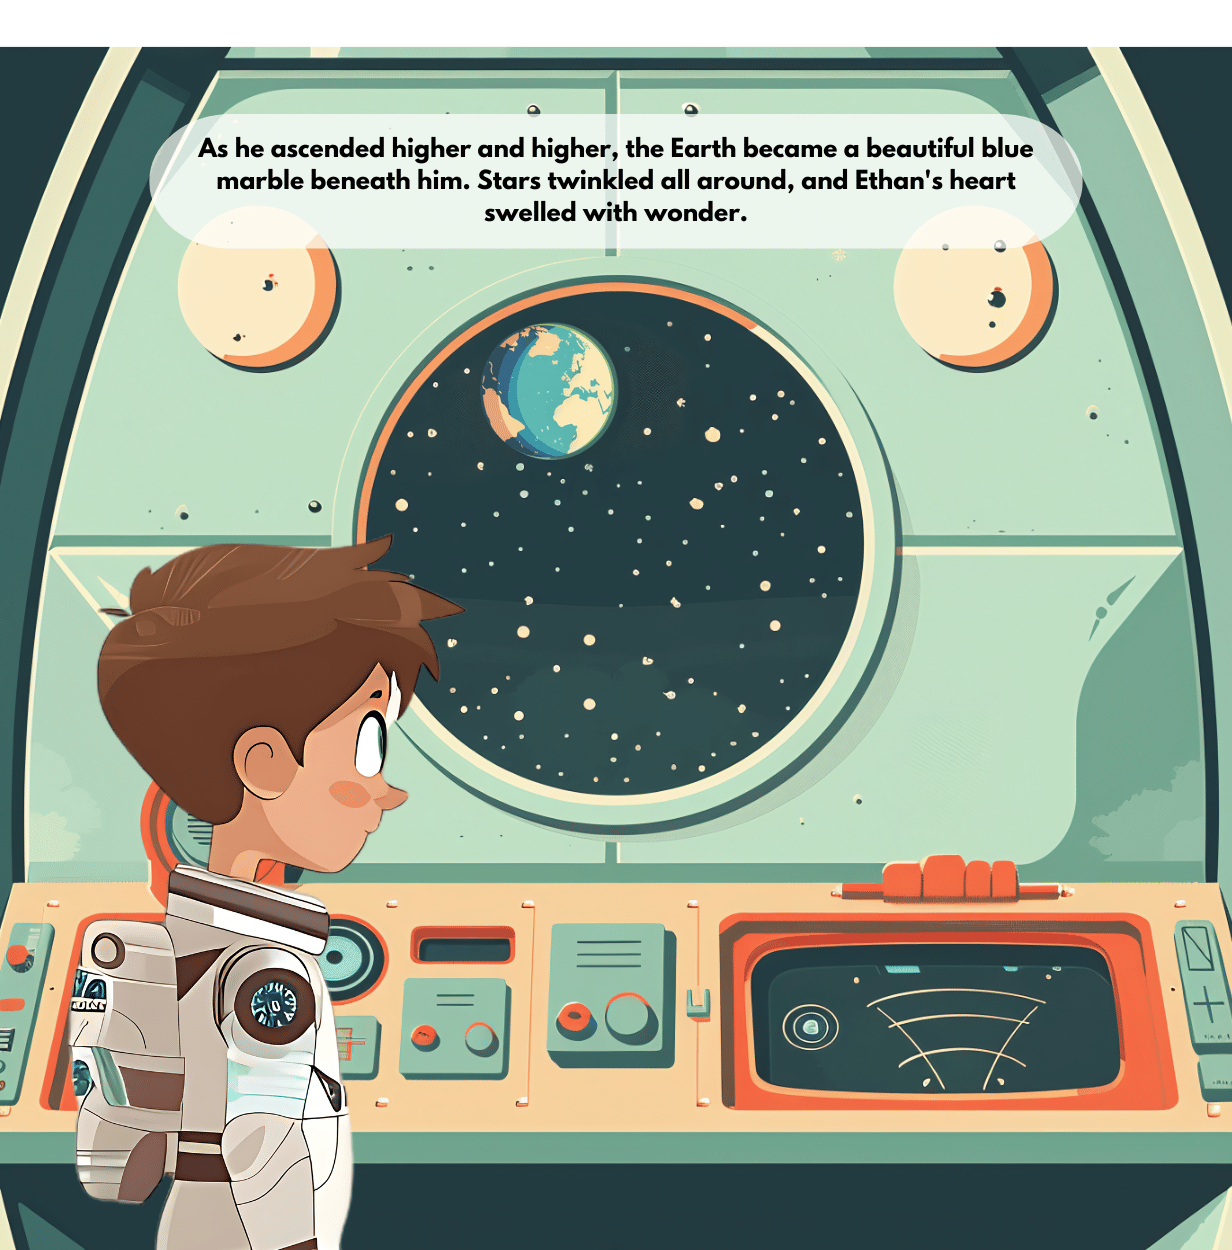 As he ascended higher and higher, the Earth became a beautiful blue
marble beneath him. Stars twinkled all around, and Ethan's heart
swelled with wonder.